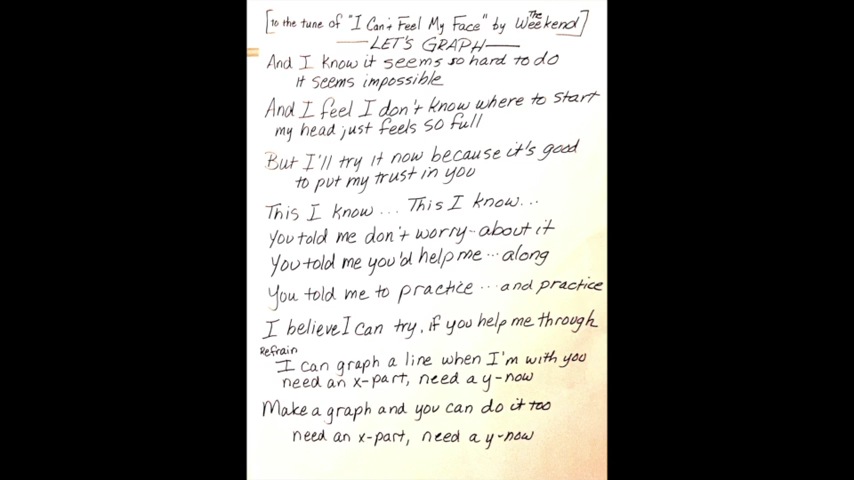 [to the tune of "I Can't Feel My Face" by The Weekend]
LET'S GRAPH
And I know it seems so hard to do
it seems impossible
And I feel I don't know where to start
my head just feels so full
But I'll try it now because it's good
to put my trust in you
This I know... This I know...
You told me don't worry--about it
You told me you'd help me...along
You told me to practice...and practice
I believe I can try, if you help me through
Refrain
I can graph a line when I'm with you
need an x-part, need a y-now
Make a graph and you can do it too
need an x-part, need a y-now